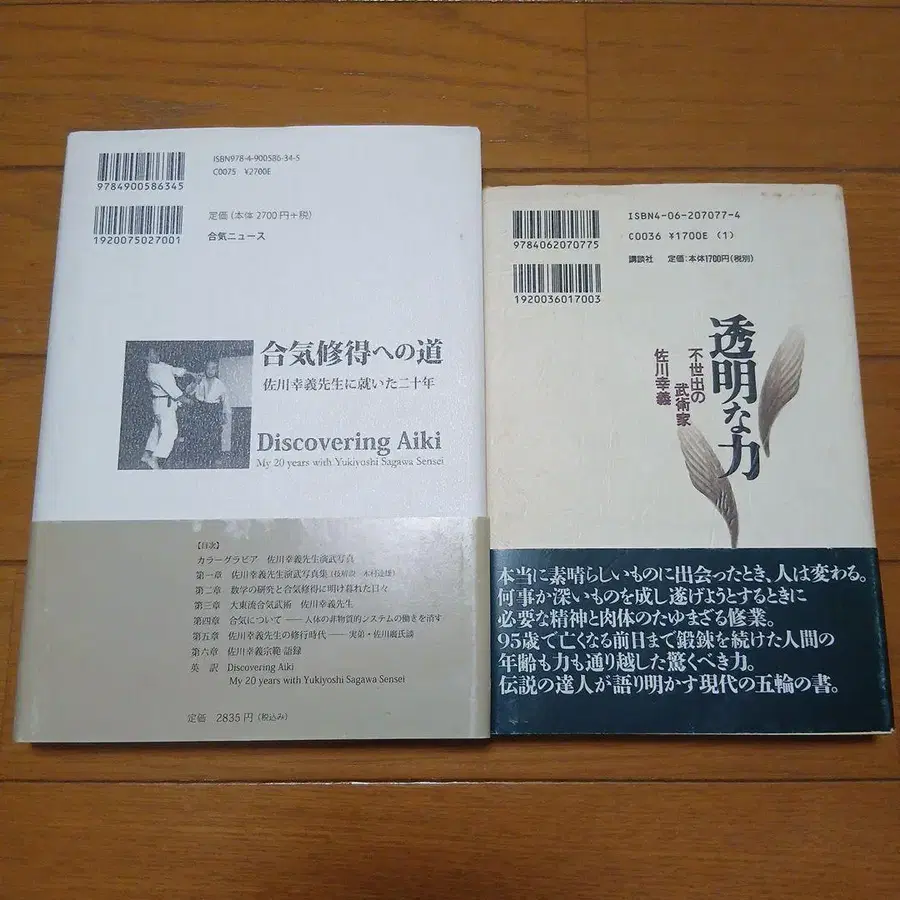 9784900586345
ISBN978-4-900586-34-5
C0075 ¥2700E
1920075027001
定価(本体2700円+税)
合気ニュース
合気修得への道
佐川幸義先生に就いた二十年
Discovering Aiki
My 20 years with Yukiyoshi Sagawa Sensei
【目次】
カラーグラビア 佐川幸義先生演武写真
第一章 佐川幸義先生演武写真集(技解説 木村達雄)
第二章 数学の研究と合気修得に明け暮れた日々
第三章 大東流合気武術 佐川幸義先生
第四章 合気について――人体の非物質的システムの働きを消す
第五章 佐川幸義先生の修行時代――実弟・佐川廣氏談
第六章 佐川幸義宗範 語録
英 訳 Discovering Aiki
My 20 years with Yukiyoshi Sagawa Sensei
定価 2835円(税込み)
9784062070775
ISBN4-06-207077-4
C0036 ¥1700E (1)
1920036017003
講談社 定価:本体1700円(税別)
透明な力
不世出の
武術家
佐川幸義
本当に素晴らしいものに出会ったとき、人は変わる。
何事か深いものを成し遂げようとするときに
必要な精神と肉体のたゆまざる修業。
95歳で亡くなる前日まで鍛錬を続けた人間の
年齢も力も通り越した驚くべき力。
伝説の達人が語り明かす現代の五輪の書。